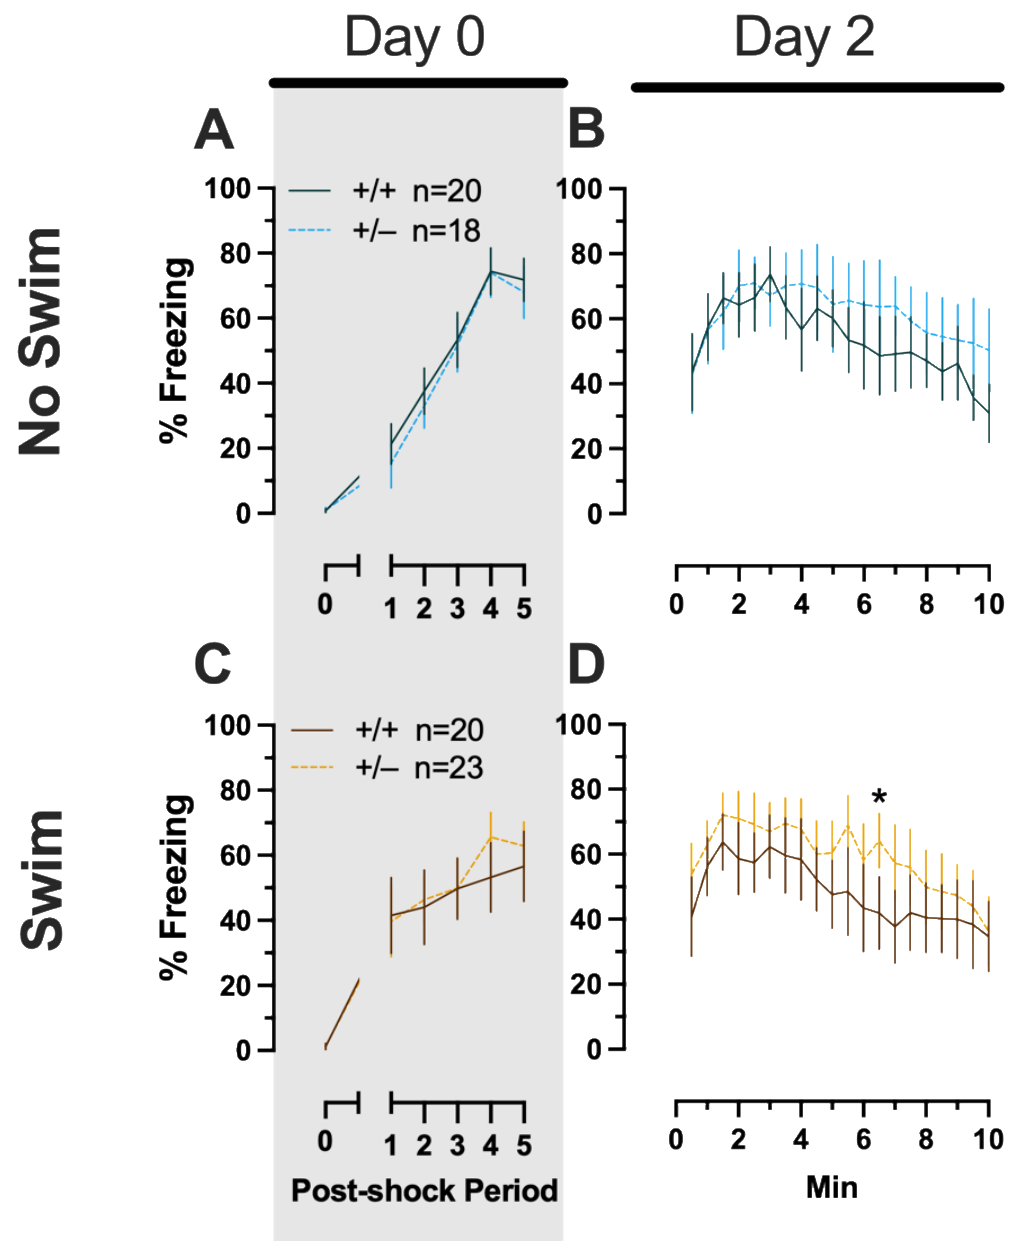 Day 0
Day 2
No Swim
A
% Freezing
100
80
60
40
20
0
+/+ n=20
+/– n=18
0
1 2 3 4 5
B
100
80
60
40
20
0
0 2 4 6 8 10
Swim
C
% Freezing
100
80
60
40
20
0
+/+ n=20
+/– n=23
0
1 2 3 4 5
Post-shock Period
D
100
80
60
40
20
0
*
0 2 4 6 8 10
Min